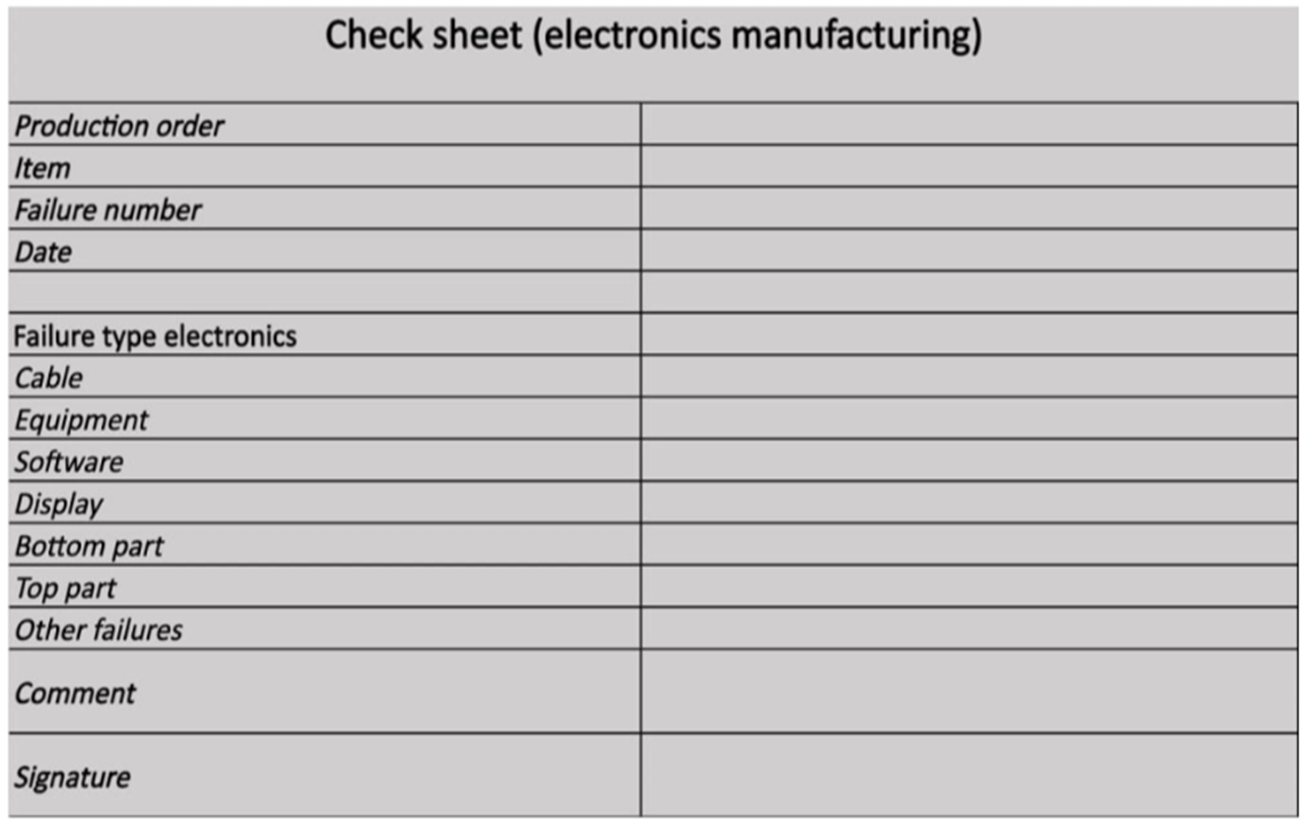 Check sheet (electronics manufacturing)
Production order
Item
Failure number
Date
Failure type electronics
Cable
Equipment
Software
Display
Bottom part
Top part
Other failures
Comment
Signature